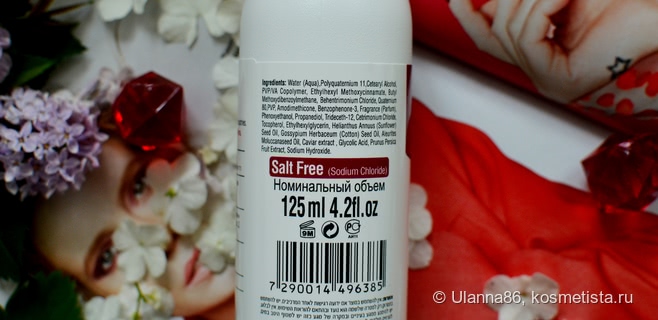 Ingredients: Water (Aqua),Polyquaternium 11,Cetearyl Alcohol,
PVP/VA Copolymer, Ethylhexyl Methoxycinnamate, Butyl
Methoxydibenzoylmethane, Behentrimonium Chloride, Quaternium
80,PVP, Amodimethicone, Benzophenone-3, Fragrance (Parfum),
Phenoxyethanol, Propanediol, Trideceth-12, Cetrimonium Chloride,
Tocopherol, Ethylhexylglycerin, Helianthus Annuus (Sunflower)
Seed Oil, Gossypium Herbaceum (Cotton) Seed Oil, Aleurites
Moluccanaseed Oil, Caviar extract , Glycolic Acid, Prunus Persica
Fruit Extract, Sodium Hydroxide.
Salt Free (Sodium Chloride)
Номинальный объем
125ml 4.2fl.oz
9M
7 290014 496385
© Ulanna86, kosmetista.ru